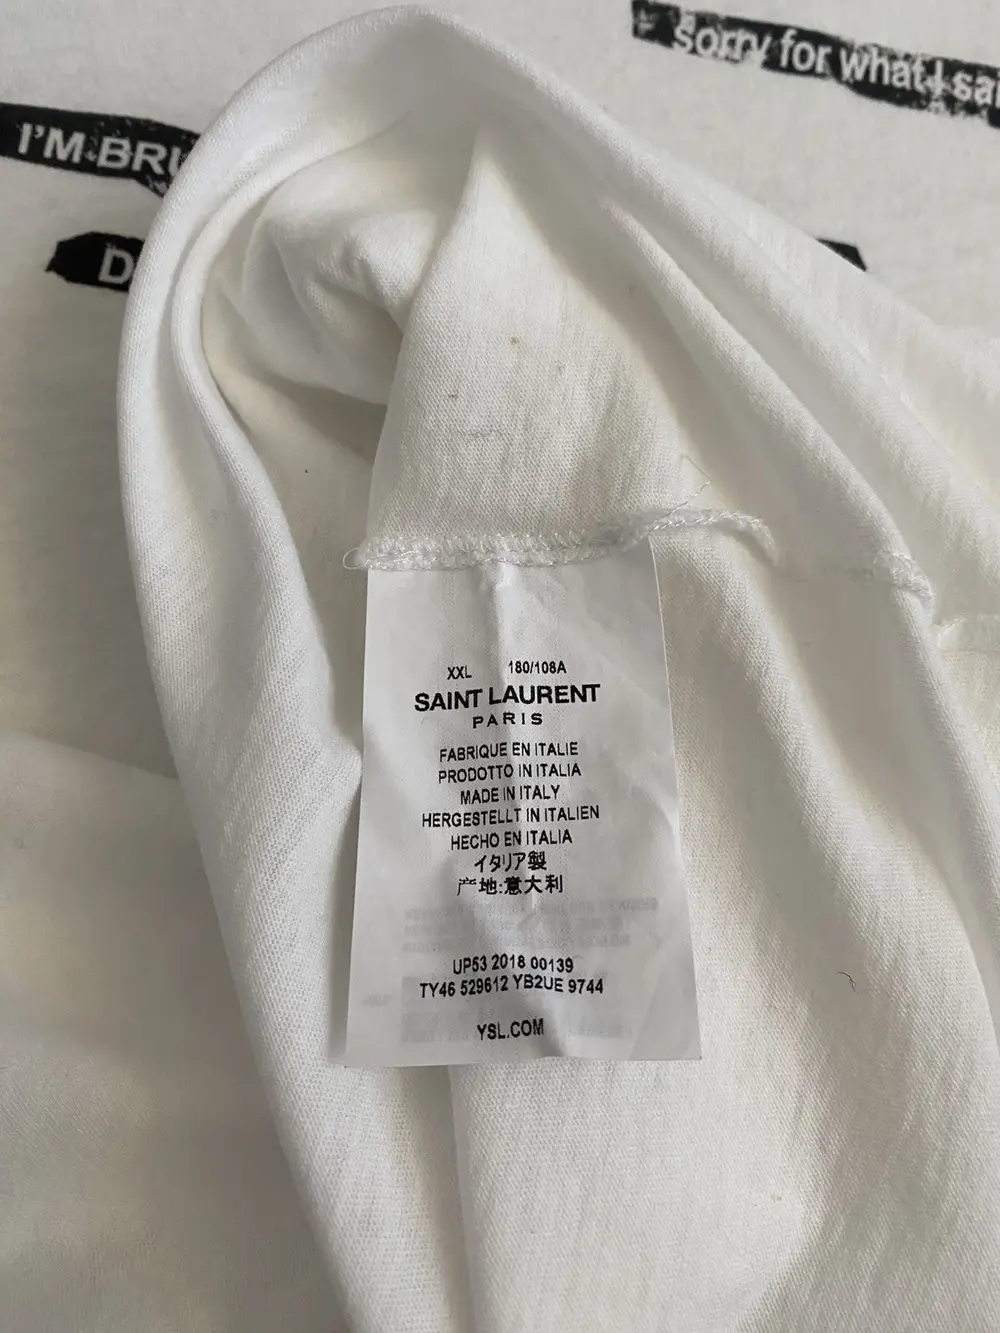 sorry for what I sai
I'M BRU
D
XXL 180/108A
SAINT LAURENT
PARIS
FABRIQUE EN ITALIE
PRODOTTO IN ITALIA
MADE IN ITALY
HERGESTELLT IN ITALIEN
HECHO EN ITALIA
イタリア製
产地:意大利
UP53 2018 00139
TY46 529612 YB2UE 9744
YSL.COM